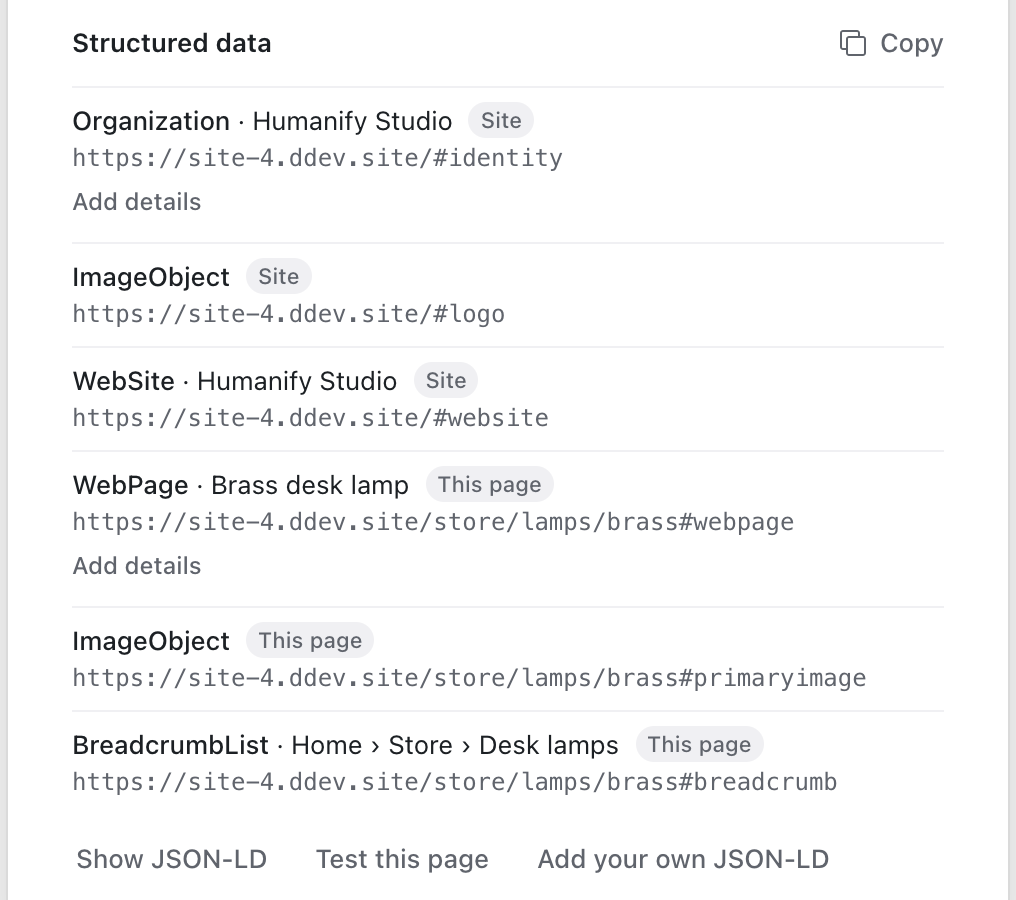 Structured data
Copy
Organization · Humanify Studio Site
https://site-4.ddev.site/#identity
Add details
ImageObject Site
https://site-4.ddev.site/#logo
WebSite · Humanify Studio Site
https://site-4.ddev.site/#website
WebPage · Brass desk lamp This page
https://site-4.ddev.site/store/lamps/brass#webpage
Add details
ImageObject This page
https://site-4.ddev.site/store/lamps/brass#primaryimage
BreadcrumbList · Home › Store › Desk lamps This page
https://site-4.ddev.site/store/lamps/brass#breadcrumb
Show JSON-LD Test this page Add your own JSON-LD